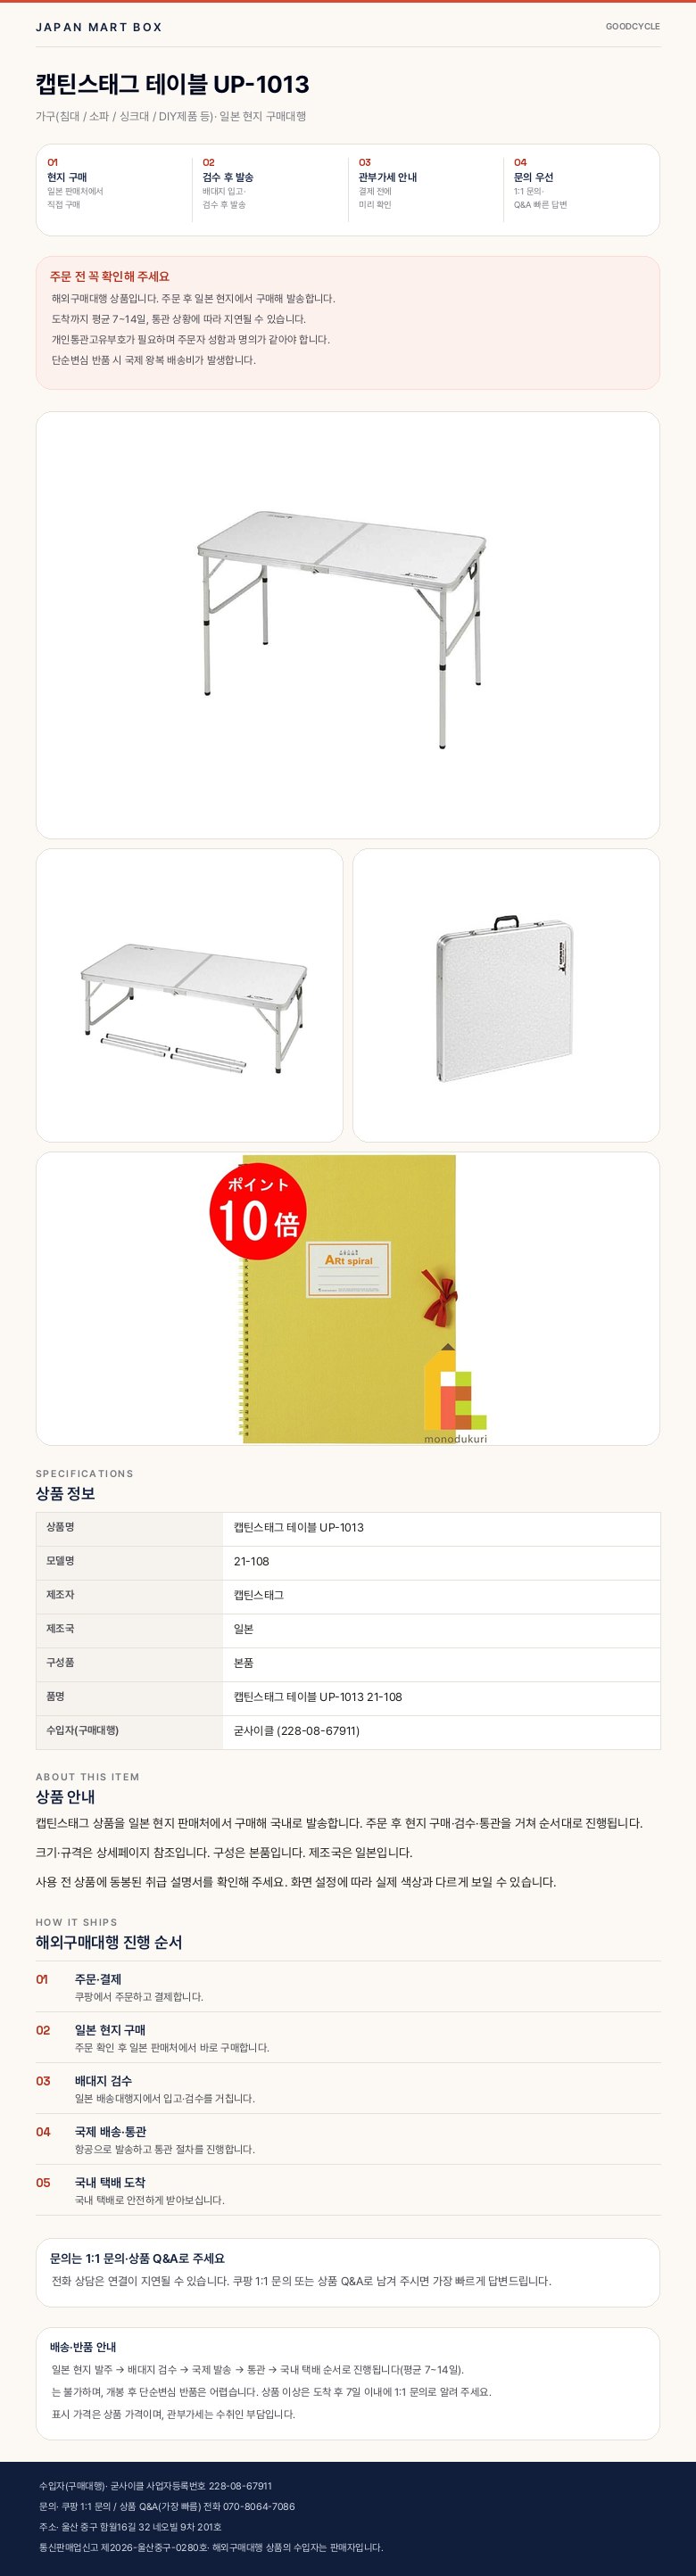 JAPAN MART BOX
GOODCYCLE
캡틴스태그 테이블 UP-1013
가구(침대 / 소파 / 싱크대 / DIY제품 등)· 일본 현지 구매대행
01
현지 구매
일본 판매처에서
직접 구매
02
검수 후 발송
배대지 입고·
검수 후 발송
03
관부가세 안내
결제 전에
미리 확인
04
문의 우선
1:1 문의·
Q&A 빠른 답변
주문 전 꼭 확인해 주세요
해외구매대행 상품입니다. 주문 후 일본 현지에서 구매해 발송합니다.
도착까지 평균 7~14일, 통관 상황에 따라 지연될 수 있습니다.
개인통관고유부호가 필요하며 주문자 성함과 명의가 같아야 합니다.
단순변심 반품 시 국제 왕복 배송비가 발생합니다.
ポイント
10倍
ARt spiral
monodukuri
SPECIFICATIONS
상품 정보
상품명 캡틴스태그 테이블 UP-1013
모델명 21-108
제조자 캡틴스태그
제조국 일본
구성품 본품
품명 캡틴스태그 테이블 UP-1013 21-108
수입자(구매대행) 굳사이클 (228-08-67911)
ABOUT THIS ITEM
상품 안내
캡틴스태그 상품을 일본 현지 판매처에서 구매해 국내로 발송합니다. 주문 후 현지 구매·검수·통관을 거쳐 순서대로 진행됩니다.
크기·규격은 상세페이지 참조입니다. 구성은 본품입니다. 제조국은 일본입니다.
사용 전 상품에 동봉된 취급 설명서를 확인해 주세요. 화면 설정에 따라 실제 색상과 다르게 보일 수 있습니다.
HOW IT SHIPS
해외구매대행 진행 순서
01 주문·결제
쿠팡에서 주문하고 결제합니다.
02 일본 현지 구매
주문 확인 후 일본 판매처에서 바로 구매합니다.
03 배대지 검수
일본 배송대행지에서 입고·검수를 거칩니다.
04 국제 배송·통관
항공으로 발송하고 통관 절차를 진행합니다.
05 국내 택배 도착
국내 택배로 안전하게 받아보십니다.
문의는 1:1 문의·상품 Q&A로 주세요
전화 상담은 연결이 지연될 수 있습니다. 쿠팡 1:1 문의 또는 상품 Q&A로 남겨 주시면 가장 빠르게 답변드립니다.
배송·반품 안내
일본 현지 발주 → 배대지 검수 → 국제 발송 → 통관 → 국내 택배 순서로 진행됩니다(평균 7~14일).
는 불가하며, 개봉 후 단순변심 반품은 어렵습니다. 상품 이상은 도착 후 7일 이내에 1:1 문의로 알려 주세요.
표시 가격은 상품 가격이며, 관부가세는 수취인 부담입니다.
수입자(구매대행)· 굳사이클 사업자등록번호 228-08-67911
문의· 쿠팡 1:1 문의 / 상품 Q&A(가장 빠름) 전화 070-8064-7086
주소· 울산 중구 함월16길 32 네오빌 9차 201호
통신판매업신고 제2026-울산중구-0280호· 해외구매대행 상품의 수입자는 판매자입니다.